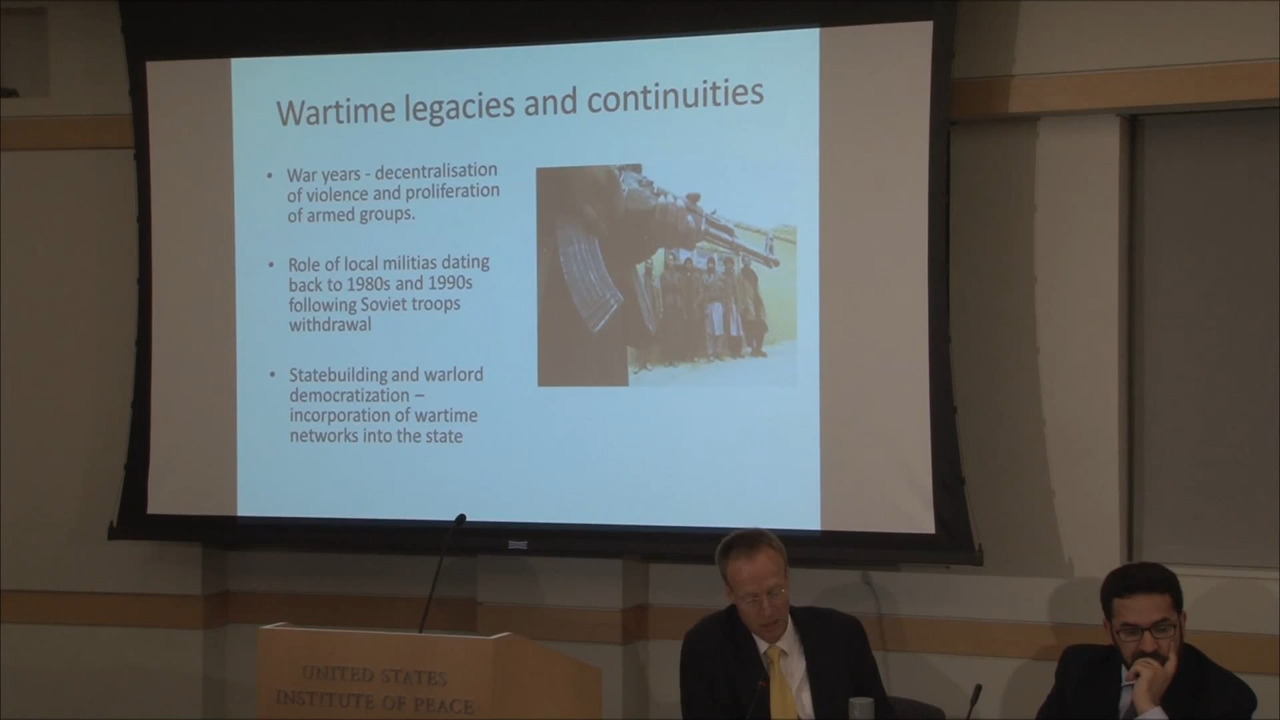 Wartime legacies and continuities
• War years - decentralisation
of violence and proliferation
of armed groups.
• Role of local militias dating
back to 1980s and 1990s
following Soviet troops
withdrawal
• Statebuilding and warlord
democratization –
incorporation of wartime
networks into the state
UNITED STATES
INSTITUTE OF PEACE